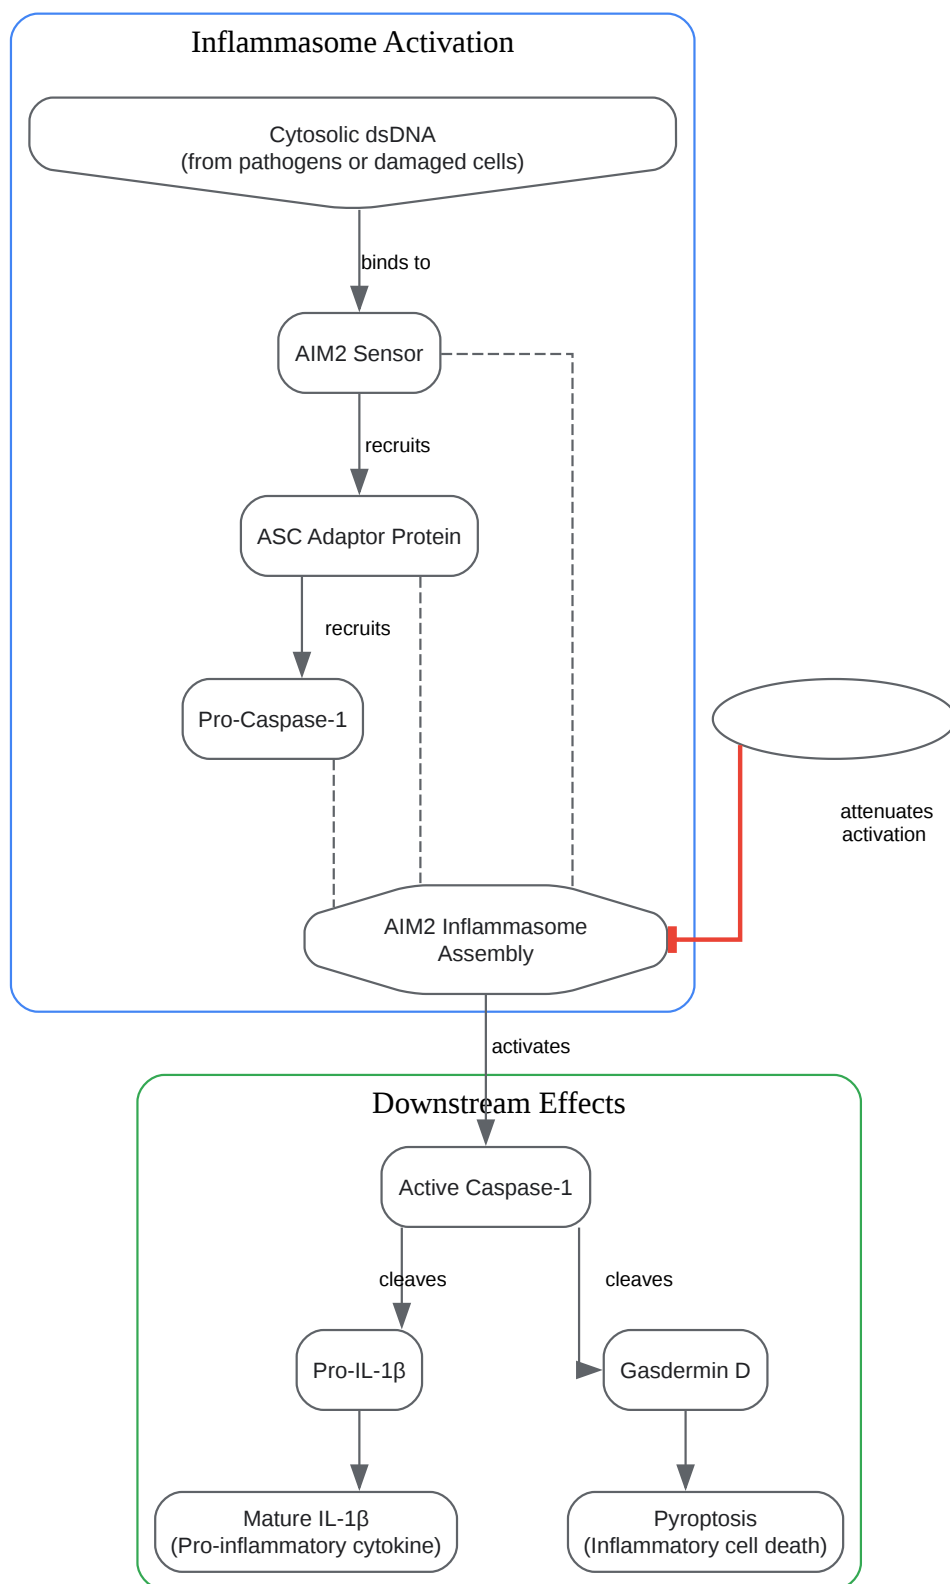 Inflammasome Activation
Cytosolic dsDNA
(from pathogens or damaged cells)
binds to
AIM2 Sensor
recruits
ASC Adaptor Protein
recruits
Pro-Caspase-1
attenuates
activation
AIM2 Inflammasome
Assembly
activates
Downstream Effects
Active Caspase-1
cleaves
cleaves
Pro-IL-1β
Gasdermin D
Mature IL-1β
(Pro-inflammatory cytokine)
Pyroptosis
(Inflammatory cell death)